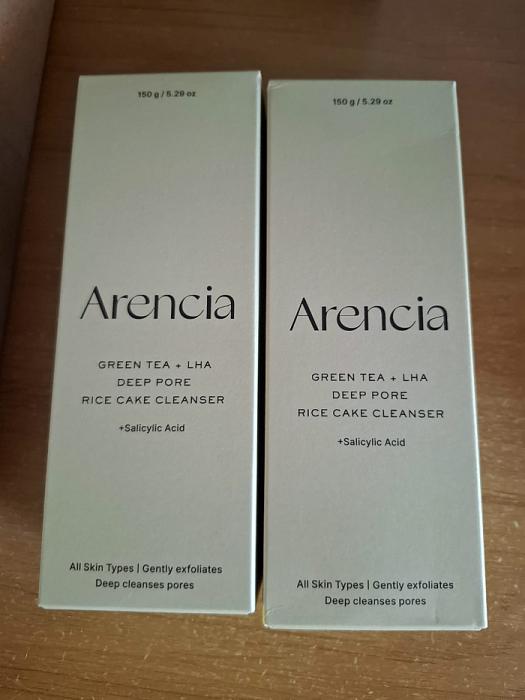 150 g / 5.29 oz
Arencia
GREEN TEA + LHA
DEEP PORE
RICE CAKE CLEANSER
+Salicylic Acid
All Skin Types | Gently exfoliates
Deep cleanses pores
150 g / 5.29 oz
Arencia
GREEN TEA + LHA
DEEP PORE
RICE CAKE CLEANSER
+Salicylic Acid
All Skin Types | Gently exfoliates
Deep cleanses pores